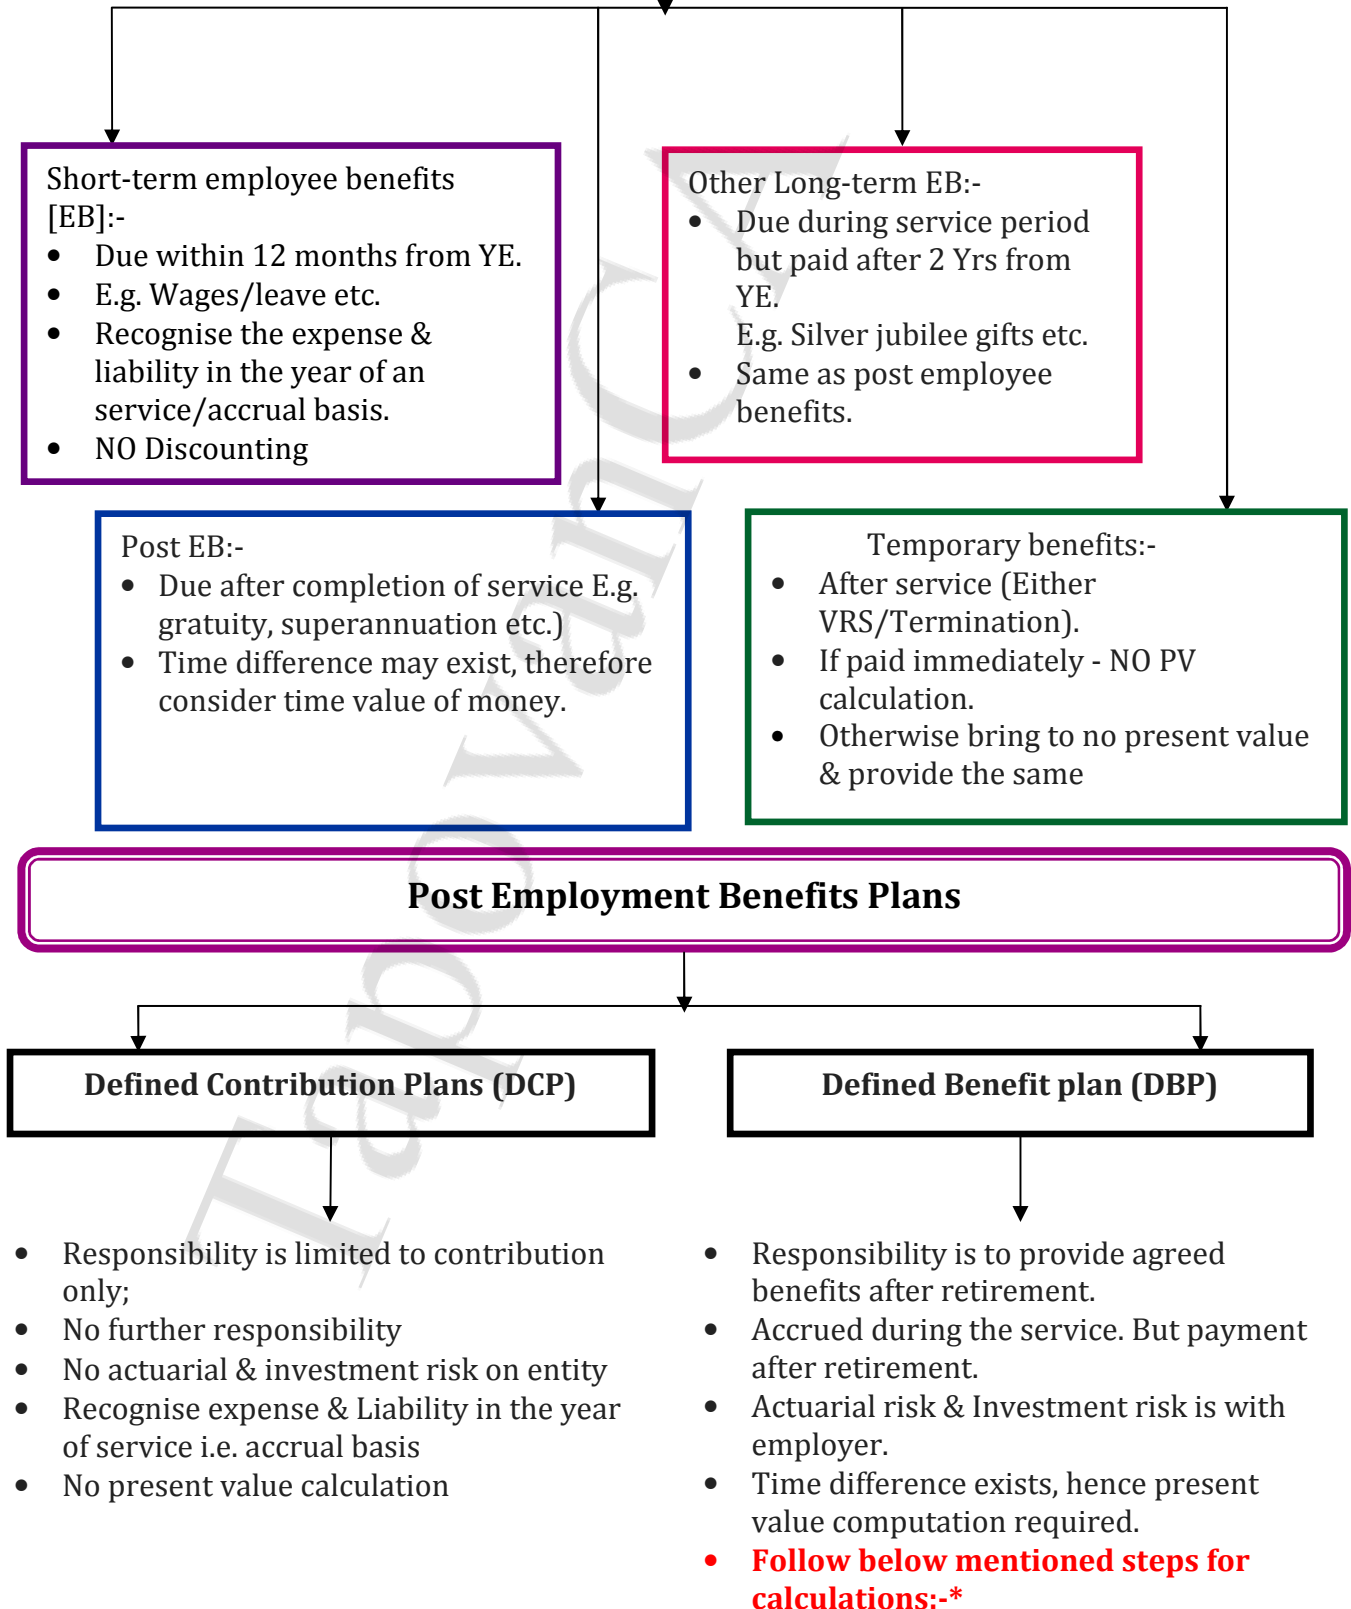 Short-term employee benefits
[EB]:-
• Due within 12 months from YE.
• E.g. Wages/leave etc.
• Recognise the expense &
liability in the year of an
service/accrual basis.
• NO Discounting
Other Long-term EB:-
• Due during service period
but paid after 2 Yrs from
YE.
E.g. Silver jubilee gifts etc.
• Same as post employee
benefits.
Post EB:-
• Due after completion of service E.g.
gratuity, superannuation etc.)
• Time difference may exist, therefore
consider time value of money.
Temporary benefits:-
• After service (Either
VRS/Termination).
• If paid immediately - NO PV
calculation.
• Otherwise bring to no present value
& provide the same
Post Employment Benefits Plans
Defined Contribution Plans (DCP)
• Responsibility is limited to contribution
only;
• No further responsibility
• No actuarial & investment risk on entity
• Recognise expense & Liability in the year
of service i.e. accrual basis
• No present value calculation
Defined Benefit plan (DBP)
• Responsibility is to provide agreed
benefits after retirement.
• Accrued during the service. But payment
after retirement.
• Actuarial risk & Investment risk is with
employer.
• Time difference exists, hence present
value computation required.
• Follow below mentioned steps for
calculations:-*
TapovanCA